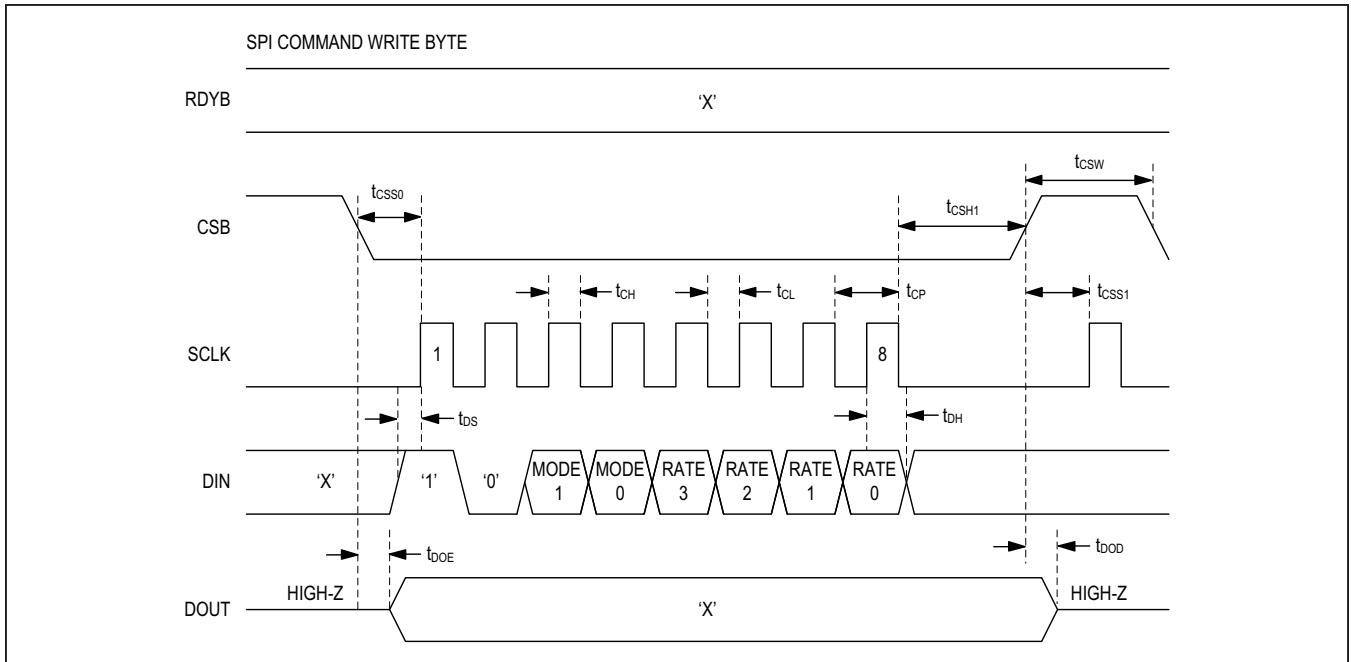 SPI COMMAND WRITE BYTE
RDYB
‘X’
tCSW
tCSS0
tCSH1
CSB
tCH
tCL
tCP
tCSS1
SCLK
1
8
tDS
tDH
DIN
‘X’
‘1’
‘0’
MODE
1
MODE
0
RATE
3
RATE
2
RATE
1
RATE
0
tDOE
tDOD
HIGH-Z
HIGH-Z
DOUT
‘X’